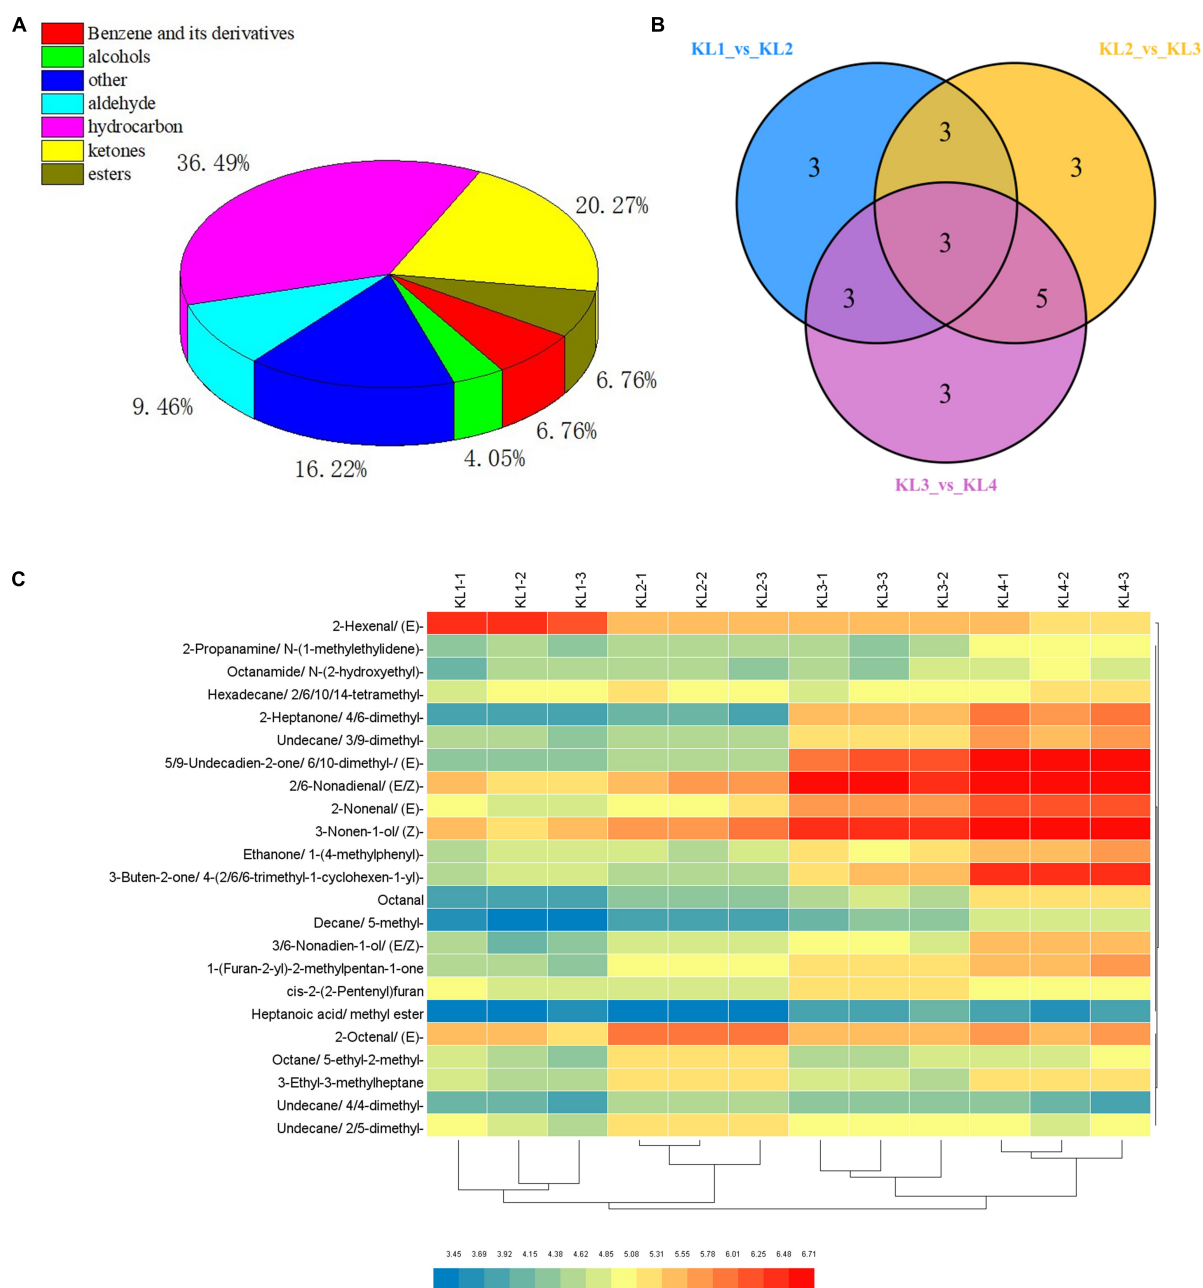 A
Benzene and its derivatives
alcohols
other
aldehyde
hydrocarbon
ketones
esters
36.49%
20.27%
6.76%
6.76%
4.05%
16.22%
9.46%
B
KL1_vs_KL2
KL2_vs_KL3
3
3
3
3
3
5
3
KL3_vs_KL4
C
KL1-1 KL1-2 KL1-3 KL2-1 KL2-2 KL2-3 KL3-1 KL3-3 KL3-2 KL4-1 KL4-2 KL4-3
2-Hexenal/ (E)-
2-Propanamine/ N-(1-methylethylidene)-
Octanamide/ N-(2-hydroxyethyl)-
Hexadecane/ 2/6/10/14-tetramethyl-
2-Heptanone/ 4/6-dimethyl-
Undecane/ 3/9-dimethyl-
5/9-Undecadien-2-one/ 6/10-dimethyl-/ (E)-
2/6-Nonadienal/ (E/Z)-
2-Nonenal/ (E)-
3-Nonen-1-ol/ (Z)-
Ethanone/ 1-(4-methylphenyl)-
3-Buten-2-one/ 4-(2/6/6-trimethyl-1-cyclohexen-1-yl)-
Octanal
Decane/ 5-methyl-
3/6-Nonadien-1-ol/ (E/Z)-
1-(Furan-2-yl)-2-methylpentan-1-one
cis-2-(2-Pentenyl)furan
Heptanoic acid/ methyl ester
2-Octenal/ (E)-
Octane/ 5-ethyl-2-methyl-
3-Ethyl-3-methylheptane
Undecane/ 4/4-dimethyl-
Undecane/ 2/5-dimethyl-
3.45 3.69 3.92 4.15 4.38 4.62 4.85 5.08 5.31 5.55 5.78 6.01 6.25 6.48 6.71